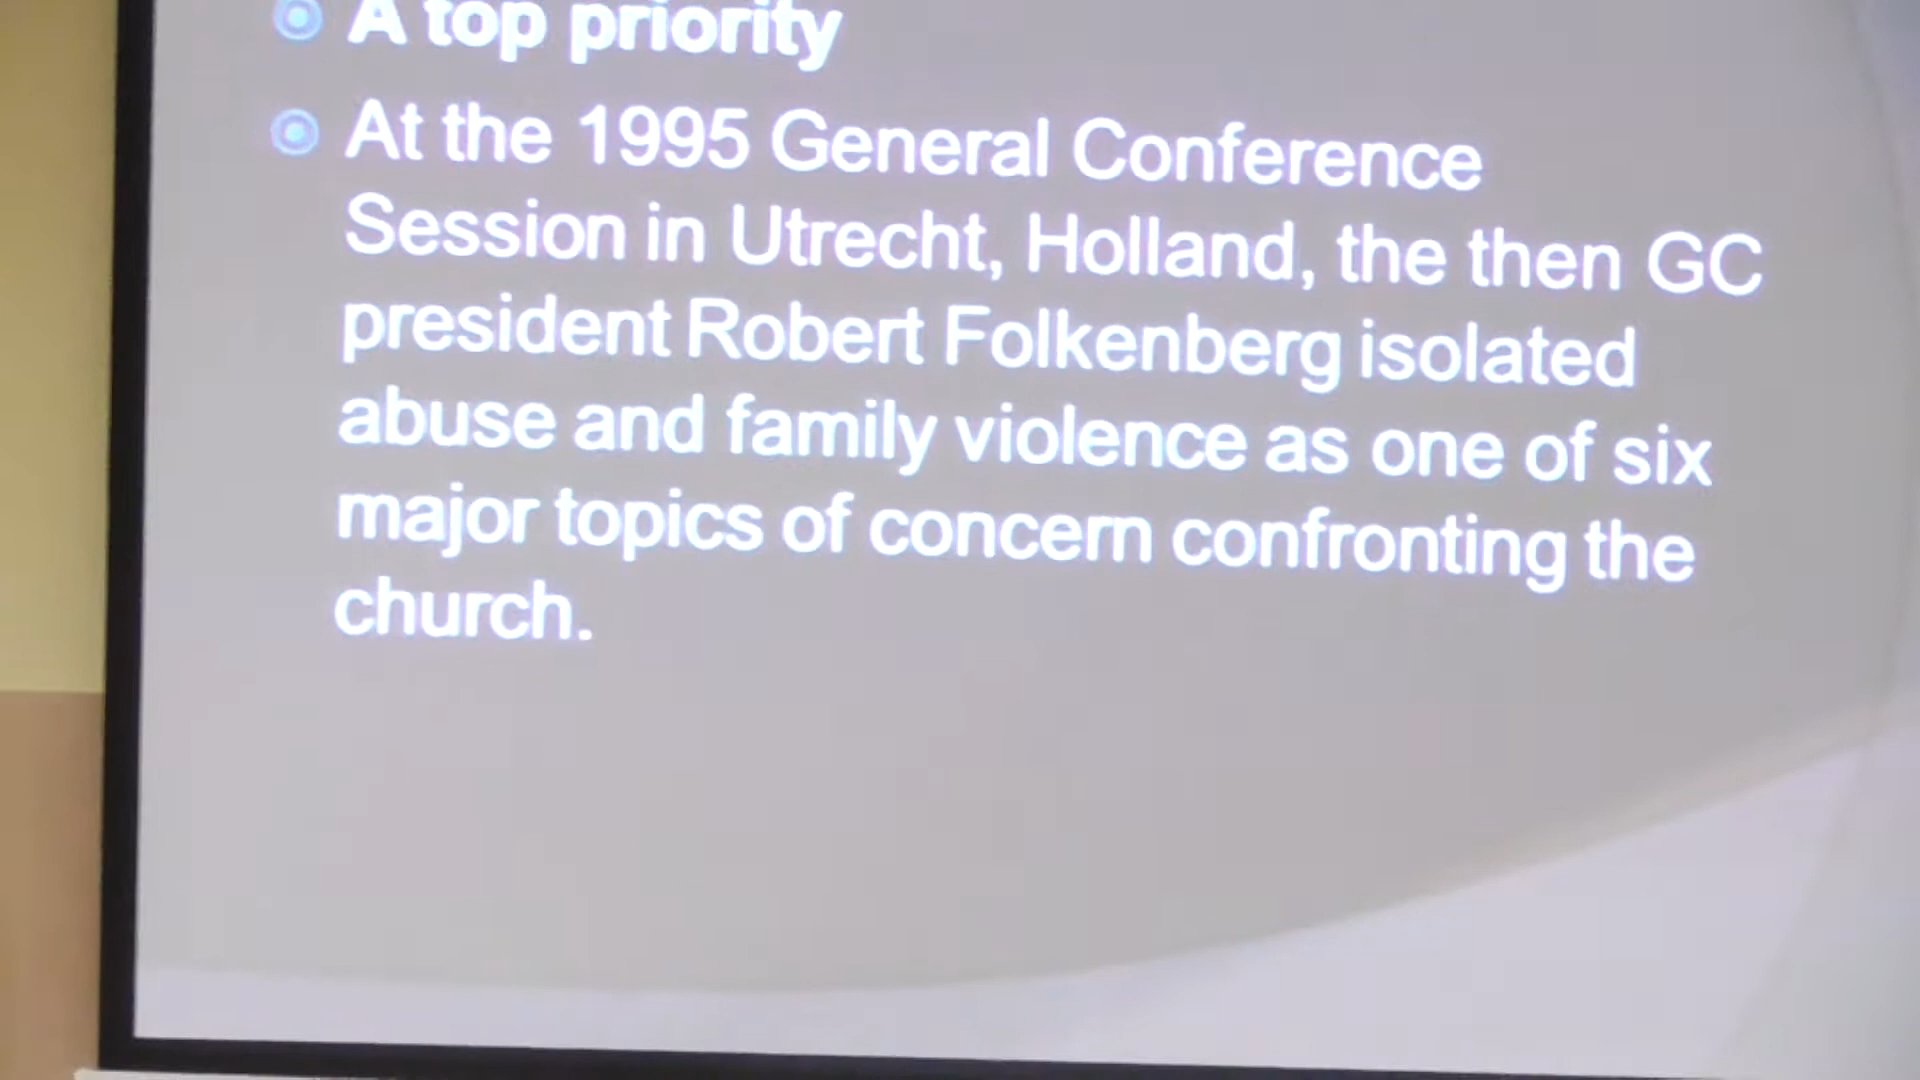 A top priority
At the 1995 General Conference
Session in Utrecht, Holland, the then GC
president Robert Folkenberg isolated
abuse and family violence as one of six
major topics of concern confronting the
church.